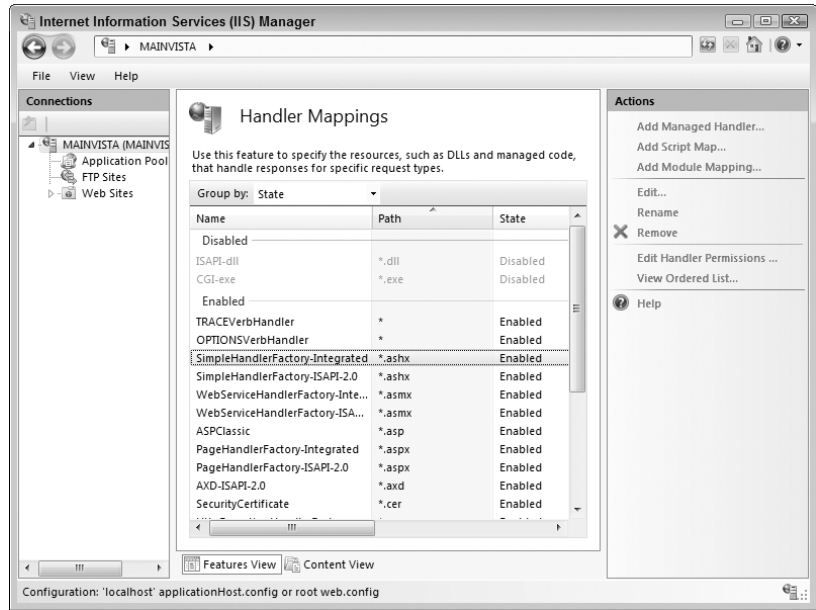 Internet Information Services (IIS) Manager
MAINVISTA
File View Help
Connections
MAINVISTA (MAINVIS
Application Pool
FTP Sites
Web Sites
Handler Mappings
Use this feature to specify the resources, such as DLLs and managed code,
that handle responses for specific request types.
Group by: State
Name Path State
Disabled
ISAPI-dll *.dll Disabled
CGI-exe *.exe Disabled
Enabled
TRACEVerbHandler * Enabled
OPTIONSVerbHandler * Enabled
SimpleHandlerFactory-Integrated *.ashx Enabled
SimpleHandlerFactory-ISAPI-2.0 *.ashx Enabled
WebServiceHandlerFactory-Inte... *.asmx Enabled
WebServiceHandlerFactory-ISA... *.asmx Enabled
ASPClassic *.asp Enabled
PageHandlerFactory-Integrated *.aspx Enabled
PageHandlerFactory-ISAPI-2.0 *.aspx Enabled
AXD-ISAPI-2.0 *.axd Enabled
SecurityCertificate *.cer Enabled
Features View Content View
Actions
Add Managed Handler...
Add Script Map...
Add Module Mapping...
Edit...
Rename
Remove
Edit Handler Permissions ...
View Ordered List...
Help
Configuration: 'localhost' applicationHost.config or root web.config